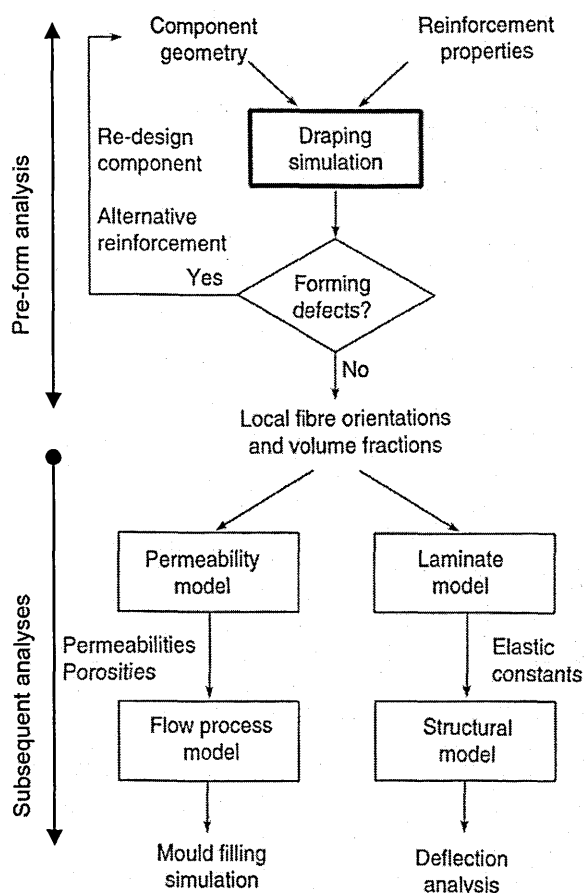 Component
geometry
Reinforcement
properties
Draping
simulation
Re-design
component
Alternative
reinforcement
Yes
Forming
defects?
No
Pre-form analysis
Local fibre orientations
and volume fractions
Permeability
model
Laminate
model
Permeabilities
Porosities
Elastic
constants
Flow process
model
Structural
model
Subsequent analyses
Mould filling
simulation
Deflection
analysis